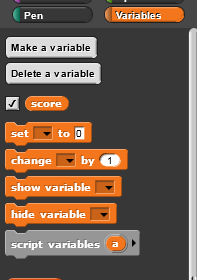 Pen Variables
Make a variable
Delete a variable
score
set to 0
change by 1
show variable
hide variable
script variables a